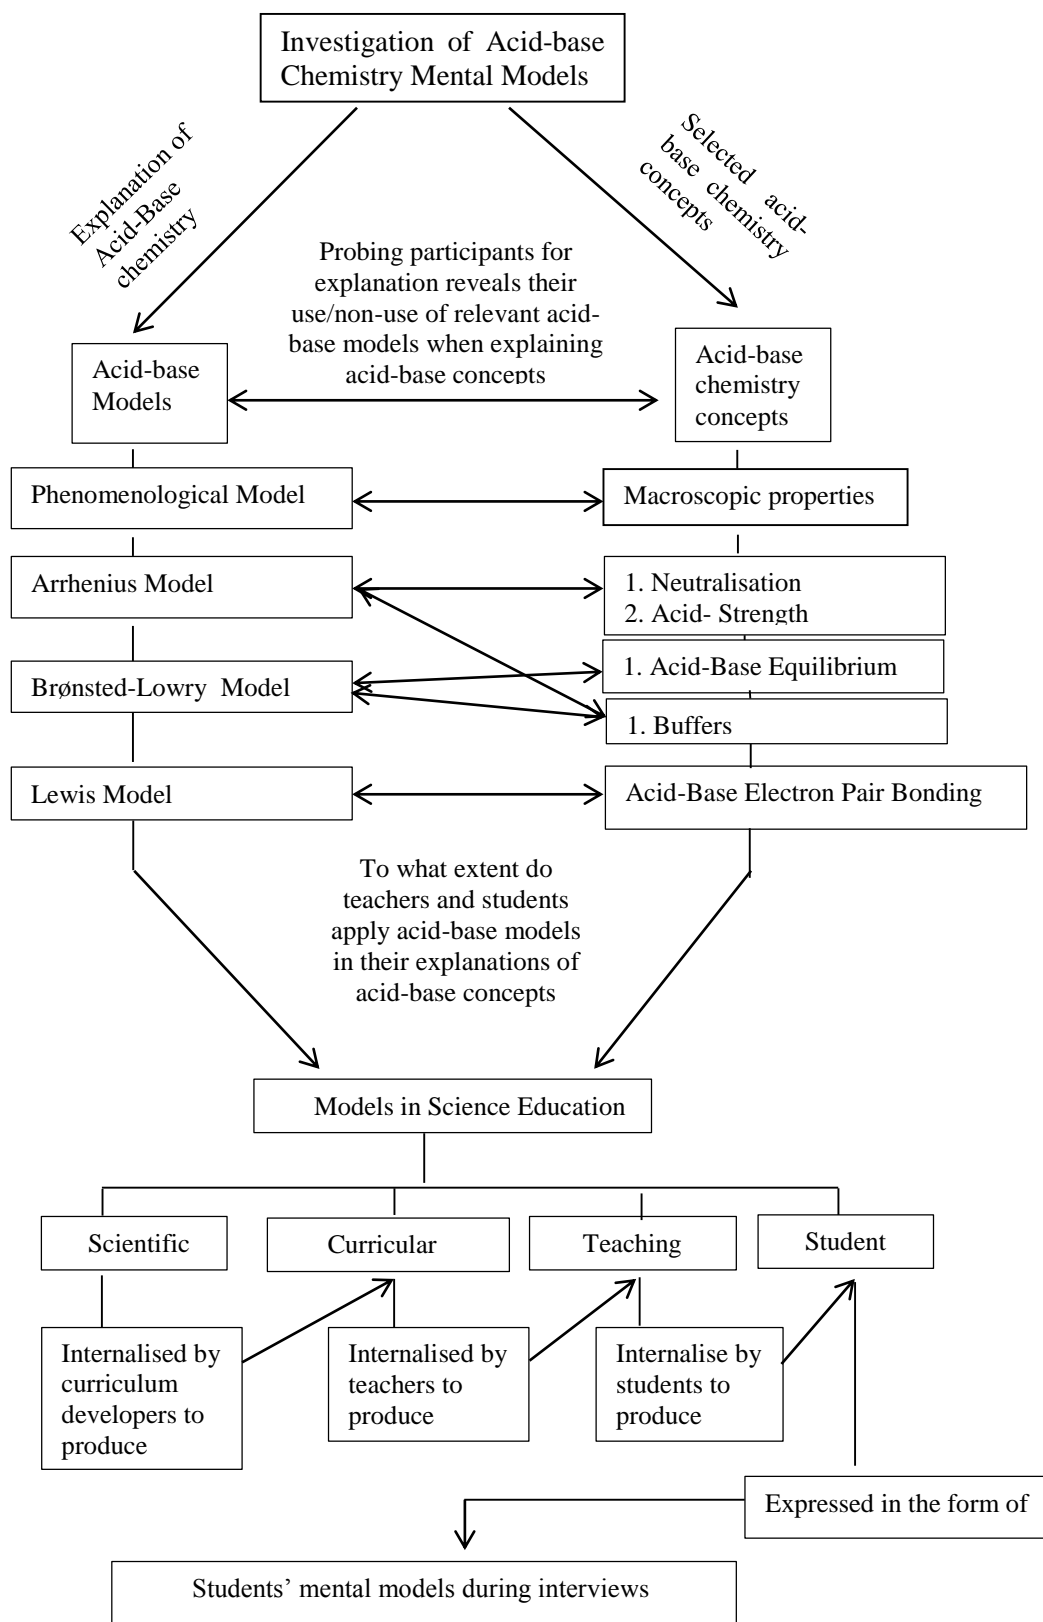 Investigation of Acid-base
Chemistry Mental Models
Explanation of
Acid-Base
chemistry
Selected acid-
base chemistry
concepts
Probing participants for
explanation reveals their
use/non-use of relevant acid-
base models when explaining
acid-base concepts
Acid-base
Models
Acid-base
chemistry
concepts
Phenomenological Model
Macroscopic properties
Arrhenius Model
1. Neutralisation
2. Acid- Strength
Brønsted-Lowry Model
1. Acid-Base Equilibrium
1. Buffers
Lewis Model
Acid-Base Electron Pair Bonding
To what extent do
teachers and students
apply acid-base models
in their explanations of
acid-base concepts
Models in Science Education
Scientific
Curricular
Teaching
Student
Internalised by
curriculum
developers to
produce
Internalised by
teachers to
produce
Internalise by
students to
produce
Expressed in the form of
Students’ mental models during interviews